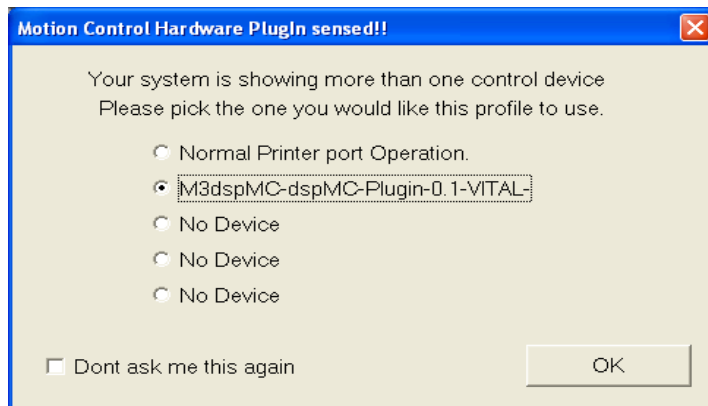 Motion Control Hardware PlugIn sensed!!
Your system is showing more than one control device
Please pick the one you would like this profile to use.
Normal Printer port Operation.
M3dspMC-dspMC-Plugin-0.1-VITAL-
No Device
No Device
No Device
Dont ask me this again
OK